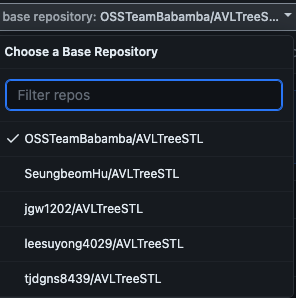 base repository: OSSTeamBabamba/AVLTreeS...
Choose a Base Repository
Filter repos
OSSTeamBabamba/AVLTreeSTL
SeungbeomHu/AVLTreeSTL
jgw1202/AVLTreeSTL
leesuyong4029/AVLTreeSTL
tjdgns8439/AVLTreeSTL